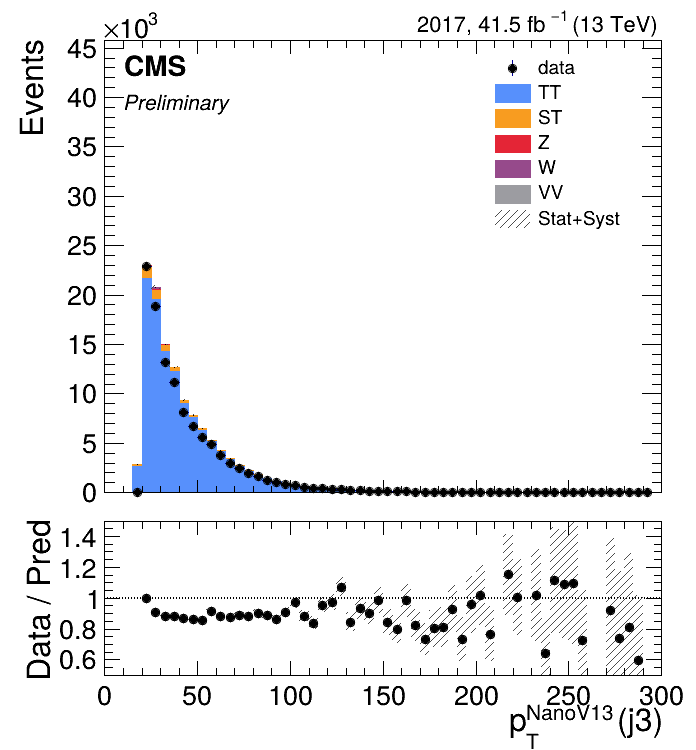 ×10³
2017, 41.5 fb⁻¹ (13 TeV)
Events
45
40
35
30
25
20
15
10
5
0
CMS
Preliminary
data
TT
ST
Z
W
VV
Stat+Syst
Data / Pred
1.4
1.2
1
0.8
0.6
0 50 100 150 200 250 300
p_T^NanoV13 (j3)